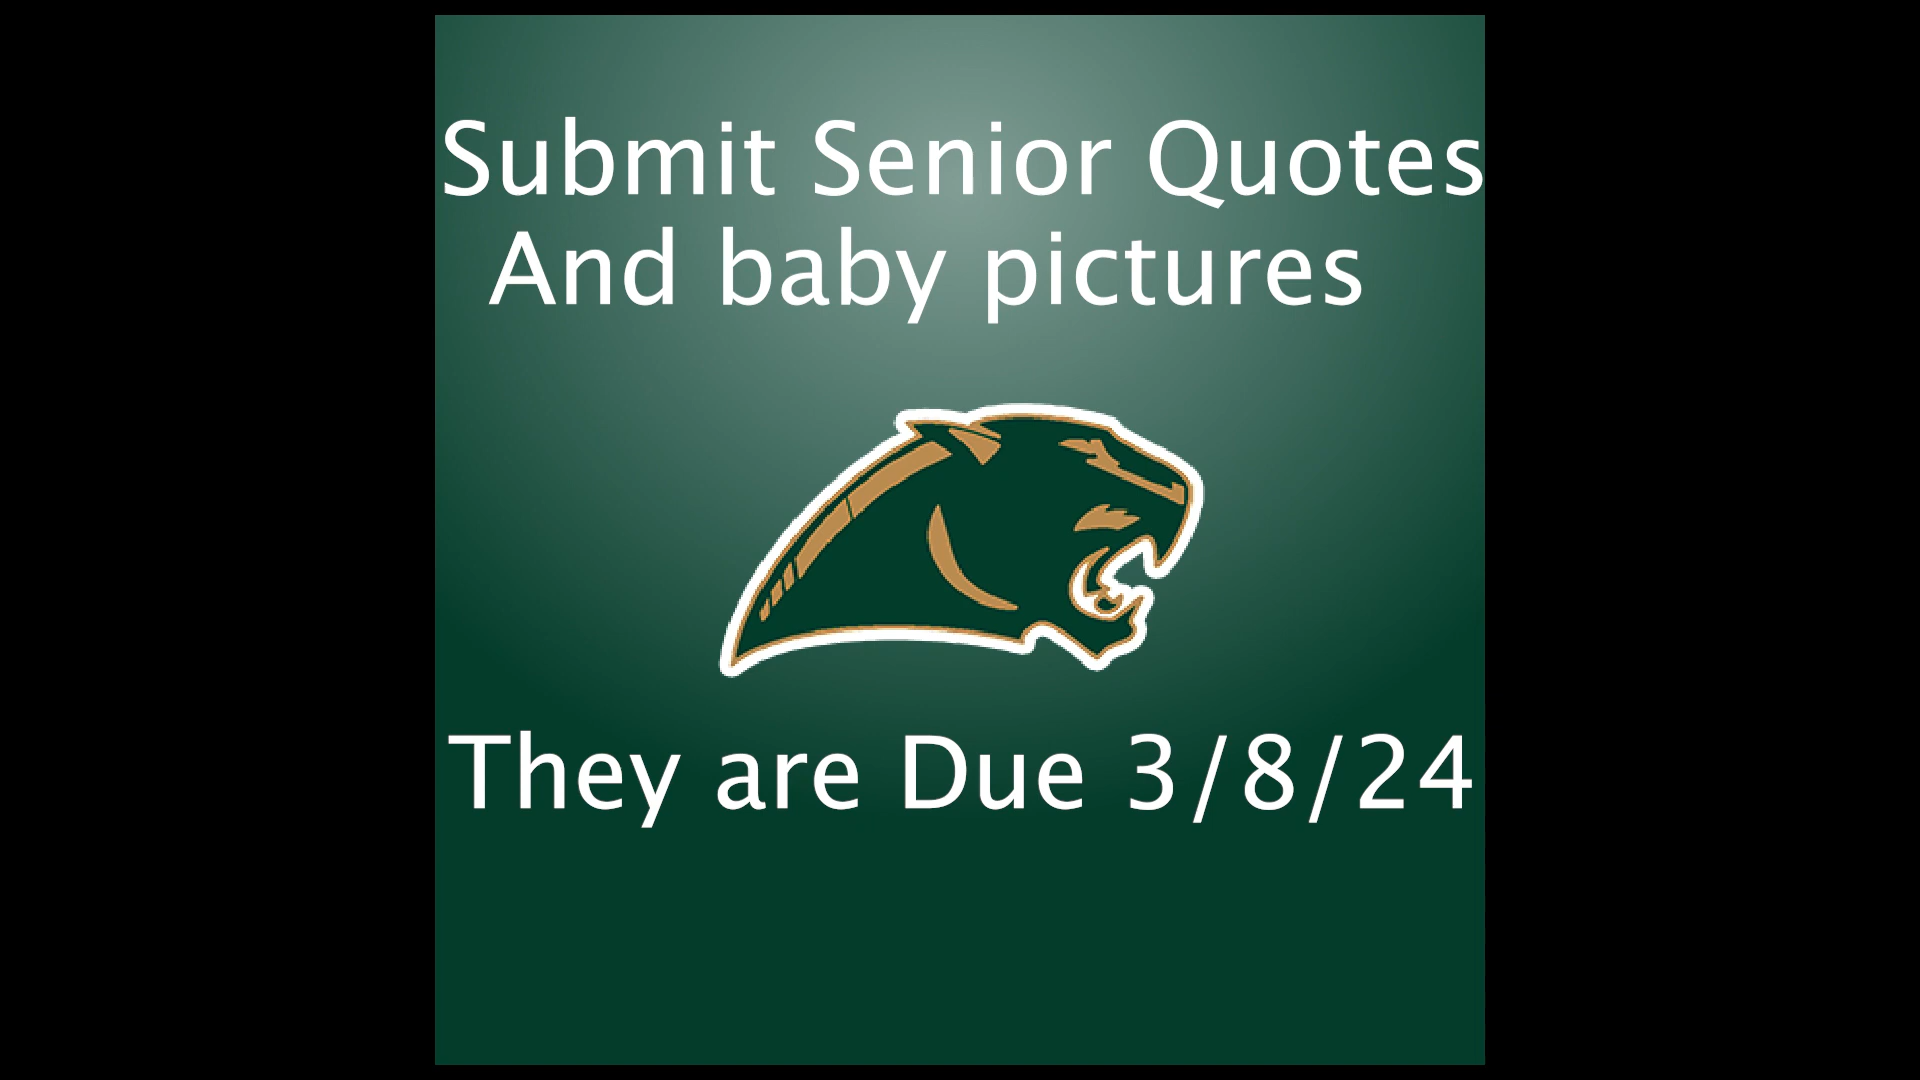 Submit Senior Quotes
And baby pictures
They are Due 3/8/24